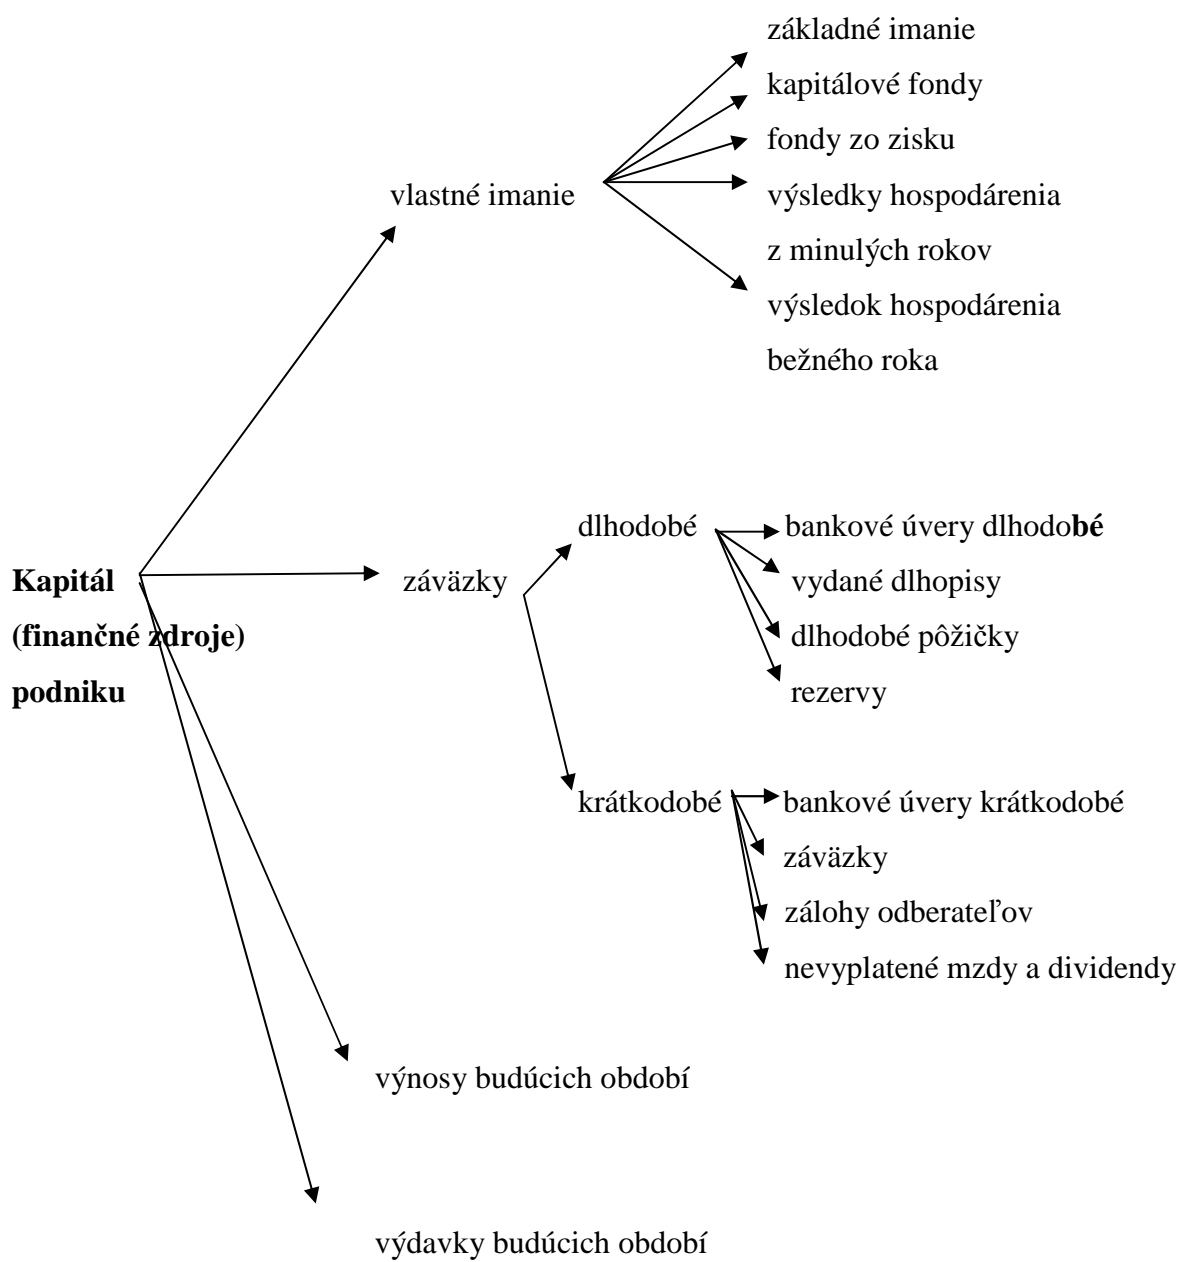 základné imanie
kapitálové fondy
fondy zo zisku
vlastné imanie
výsledky hospodárenia
z minulých rokov
výsledok hospodárenia
bežného roka
dlhodobé
bankové úvery dlhodobé
Kapitál
záväzky
vydané dlhopisy
(finančné zdroje)
dlhodobé pôžičky
podniku
rezervy
krátkodobé
bankové úvery krátkodobé
záväzky
zálohy odberateľov
nevyplatené mzdy a dividendy
výnosy budúcich období
výdavky budúcich období